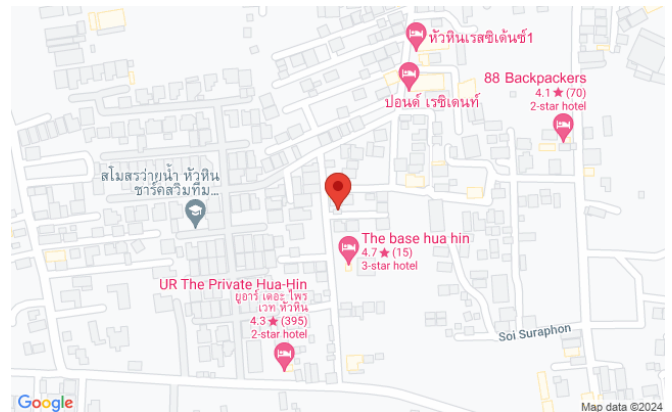 หัวหินเรสซิเด้นซ์1
ปอนด์ เรซิเดนท์
88 Backpackers
4.1★(70)
2-star hotel
สโมสรว่ายน้ำ หัวหิน
ชาร์คสวิมทีม...
The base hua hin
4.7★(15)
3-star hotel
UR The Private Hua-Hin
ยูอาร์ เดอะ ไพร
เวท หัวหิน
4.3★(395)
2-star hotel
Soi Suraphon
Google
Map data ©2024